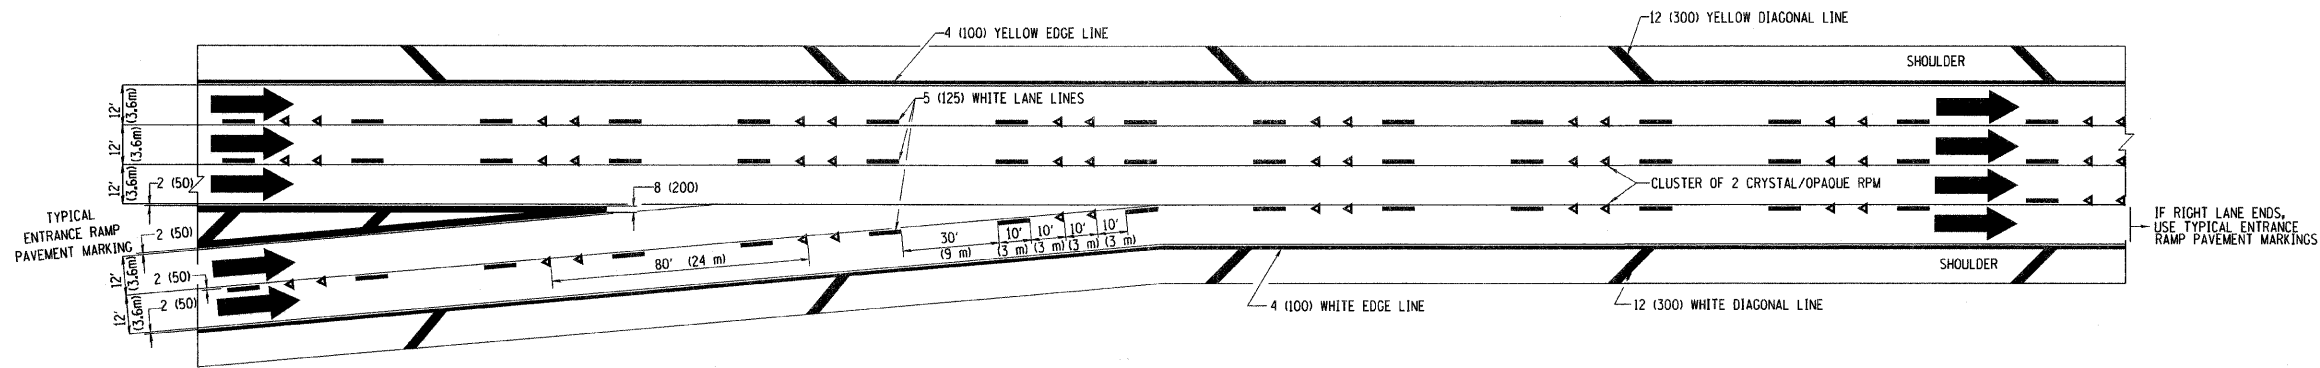 12 (300) YELLOW DIAGONAL LINE
4 (100) YELLOW EDGE LINE
SHOULDER
12'
(3.6m)
5 (125) WHITE LANE LINES
12'
(3.6m)
12'
(3.6m)
2 (50)
8 (200)
CLUSTER OF 2 CRYSTAL/OPAQUE RPM
TYPICAL
ENTRANCE RAMP
PAVEMENT MARKING
2 (50)
IF RIGHT LANE ENDS,
USE TYPICAL ENTRANCE
RAMP PAVEMENT MARKINGS
30'
(9 m)
10'
(3 m)
10'
(3 m)
10'
(3 m)
10'
(3 m)
80' (24 m)
12'
(3.6m)
2 (50)
SHOULDER
12'
(3.6m)
2 (50)
4 (100) WHITE EDGE LINE
12 (300) WHITE DIAGONAL LINE